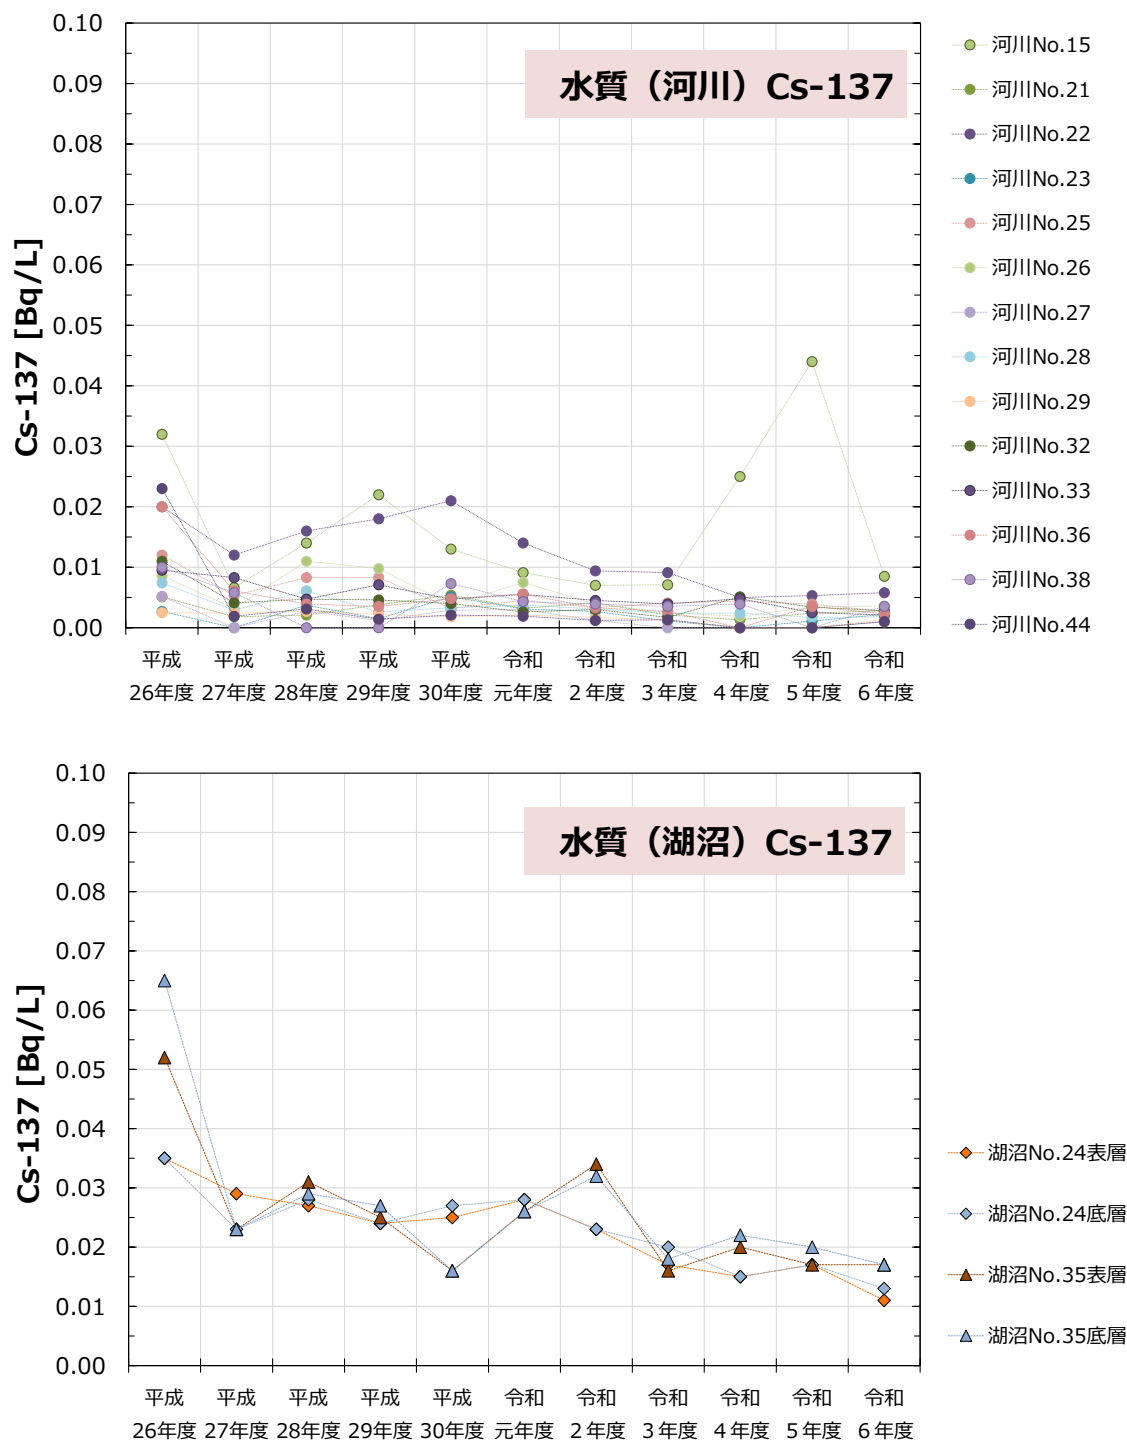 水質（河川）Cs-137
Cs-137 [Bq/L]
0.10
0.09
0.08
0.07
0.06
0.05
0.04
0.03
0.02
0.01
0.00
平成 平成 平成 平成 平成 令和 令和 令和 令和 令和 令和
26年度 27年度 28年度 29年度 30年度 元年度 ２年度 ３年度 ４年度 ５年度 ６年度
河川No.15
河川No.21
河川No.22
河川No.23
河川No.25
河川No.26
河川No.27
河川No.28
河川No.29
河川No.32
河川No.33
河川No.36
河川No.38
河川No.44
水質（湖沼）Cs-137
Cs-137 [Bq/L]
0.10
0.09
0.08
0.07
0.06
0.05
0.04
0.03
0.02
0.01
0.00
平成 平成 平成 平成 平成 令和 令和 令和 令和 令和 令和
26年度 27年度 28年度 29年度 30年度 元年度 ２年度 ３年度 ４年度 ５年度 ６年度
湖沼No.24表層
湖沼No.24底層
湖沼No.35表層
湖沼No.35底層